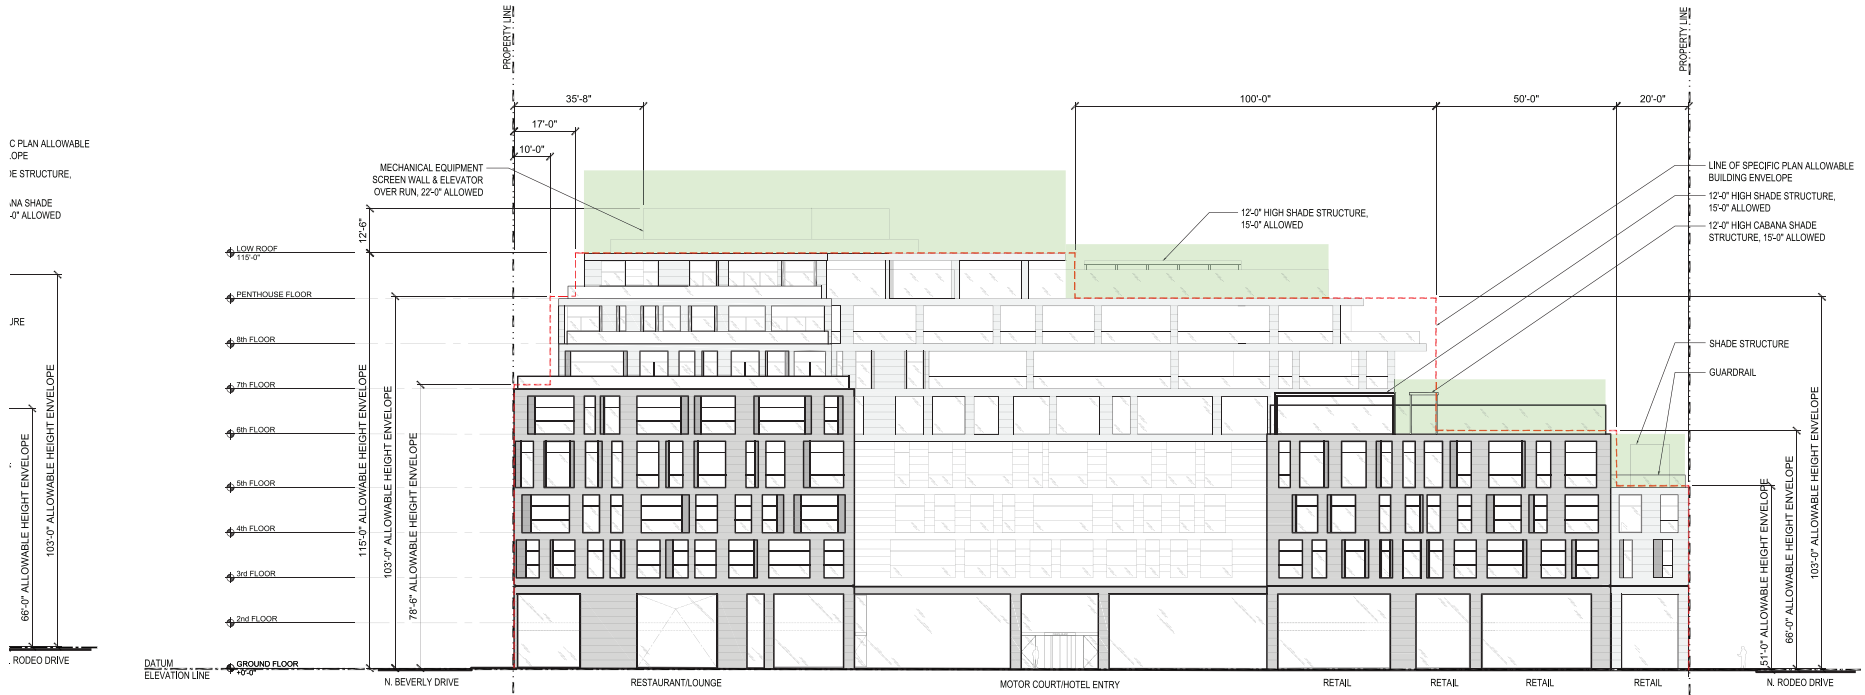 PROPERTY LINE
PROPERTY LINE
35'-8"
100'-0"
50'-0"
20'-0"
17'-0"
10'-0"
C PLAN ALLOWABLE
OPE
DE STRUCTURE,
NA SHADE
-0" ALLOWED
URE
66'-0" ALLOWABLE HEIGHT ENVELOPE
103'-0" ALLOWABLE HEIGHT ENVELOPE
. RODEO DRIVE
MECHANICAL EQUIPMENT
SCREEN WALL & ELEVATOR
OVER RUN, 22'-0" ALLOWED
12'-6"
12'-0" HIGH SHADE STRUCTURE,
15'-0" ALLOWED
LINE OF SPECIFIC PLAN ALLOWABLE
BUILDING ENVELOPE
12'-0" HIGH SHADE STRUCTURE,
15'-0" ALLOWED
12'-0" HIGH CABANA SHADE
STRUCTURE, 15'-0" ALLOWED
SHADE STRUCTURE
GUARDRAIL
LOW ROOF
115'-0"
PENTHOUSE FLOOR
8th FLOOR
7th FLOOR
6th FLOOR
5th FLOOR
4th FLOOR
3rd FLOOR
2nd FLOOR
GROUND FLOOR
+0'-0"
DATUM
ELEVATION LINE
115'-0" ALLOWABLE HEIGHT ENVELOPE
103'-0" ALLOWABLE HEIGHT ENVELOPE
78'-6" ALLOWABLE HEIGHT ENVELOPE
51'-0" ALLOWABLE HEIGHT ENVELOPE
66'-0" ALLOWABLE HEIGHT ENVELOPE
103'-0" ALLOWABLE HEIGHT ENVELOPE
N. BEVERLY DRIVE
RESTAURANT/LOUNGE
MOTOR COURT/HOTEL ENTRY
RETAIL
RETAIL
RETAIL
RETAIL
N. RODEO DRIVE